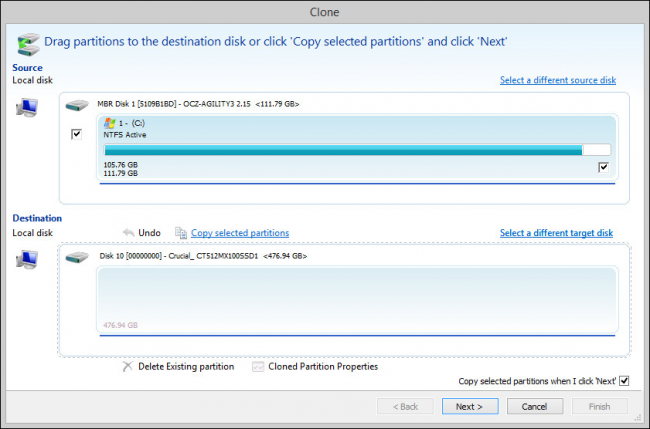 Clone
Drag partitions to the destination disk or click 'Copy selected partitions' and click 'Next'
Source
Local disk
Select a different source disk
MBR Disk 1 [5109B1BD] - OCZ-AGILITY3 2.15 <111.79 GB>
1 - (C:)
NTFS Active
105.76 GB
111.79 GB
Destination
Local disk
Undo
Copy selected partitions
Select a different target disk
Disk 10 [00000000] - Crucial_ CT512MX100SSD1 <476.94 GB>
476.94 GB
Delete Existing partition
Cloned Partition Properties
Copy selected partitions when I click 'Next'
< Back
Next >
Cancel
Finish